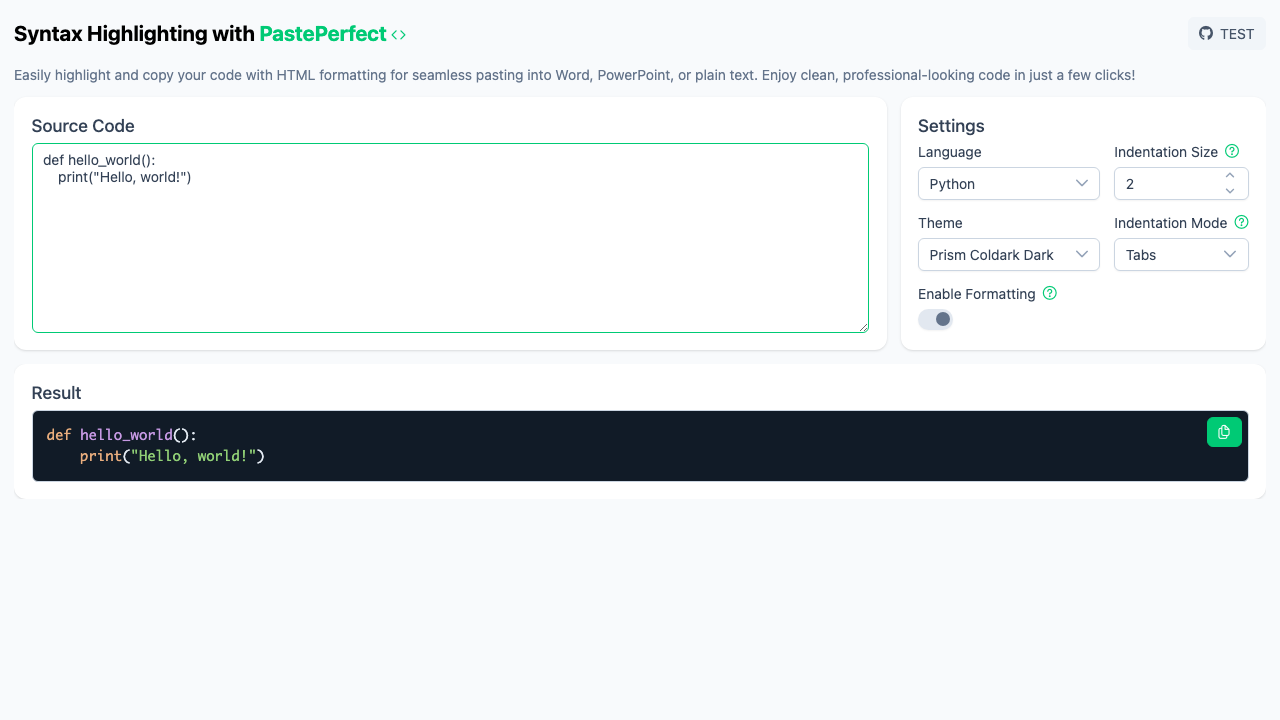 Syntax Highlighting with PastePerfect <>
TEST
Easily highlight and copy your code with HTML formatting for seamless pasting into Word, PowerPoint, or plain text. Enjoy clean, professional-looking code in just a few clicks!
Source Code
def hello_world():
    print("Hello, world!")
Settings
Language
Indentation Size ?
Python
2
Theme
Indentation Mode ?
Prism Coldark Dark
Tabs
Enable Formatting ?
Result
def hello_world():
    print("Hello, world!")